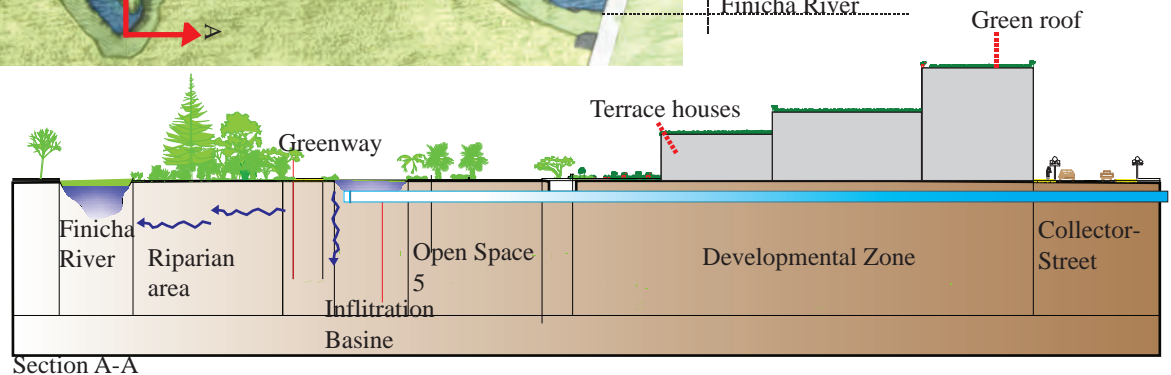 A
Finicha River
Green roof
Terrace houses
Greenway
Finicha
River
Riparian
area
Open Space
5
Developmental Zone
Collector-
Street
Inflitration
Basine
Section A-A